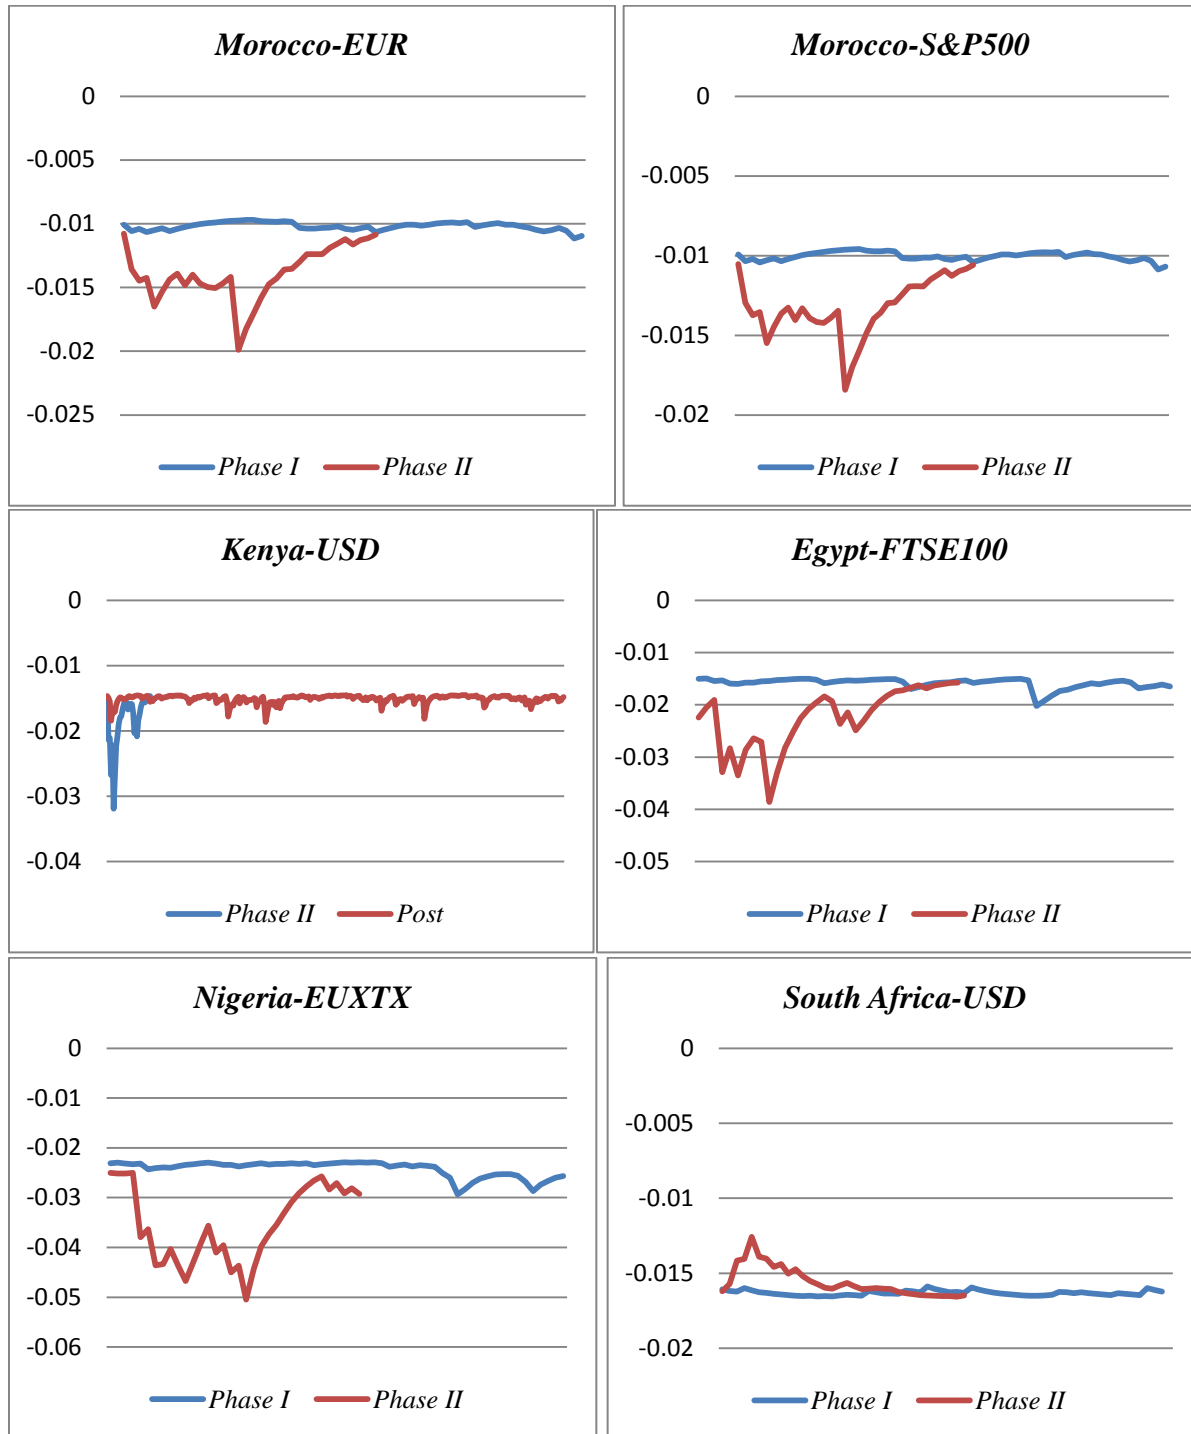 Morocco-EUR
0
-0.005
-0.01
-0.015
-0.02
-0.025
Phase I Phase II
Morocco-S&P500
0
-0.005
-0.01
-0.015
-0.02
Phase I Phase II
Kenya-USD
0
-0.01
-0.02
-0.03
-0.04
Phase II Post
Egypt-FTSE100
0
-0.01
-0.02
-0.03
-0.04
-0.05
Phase I Phase II
Nigeria-EUXTX
0
-0.01
-0.02
-0.03
-0.04
-0.05
-0.06
Phase I Phase II
South Africa-USD
0
-0.005
-0.01
-0.015
-0.02
Phase I Phase II